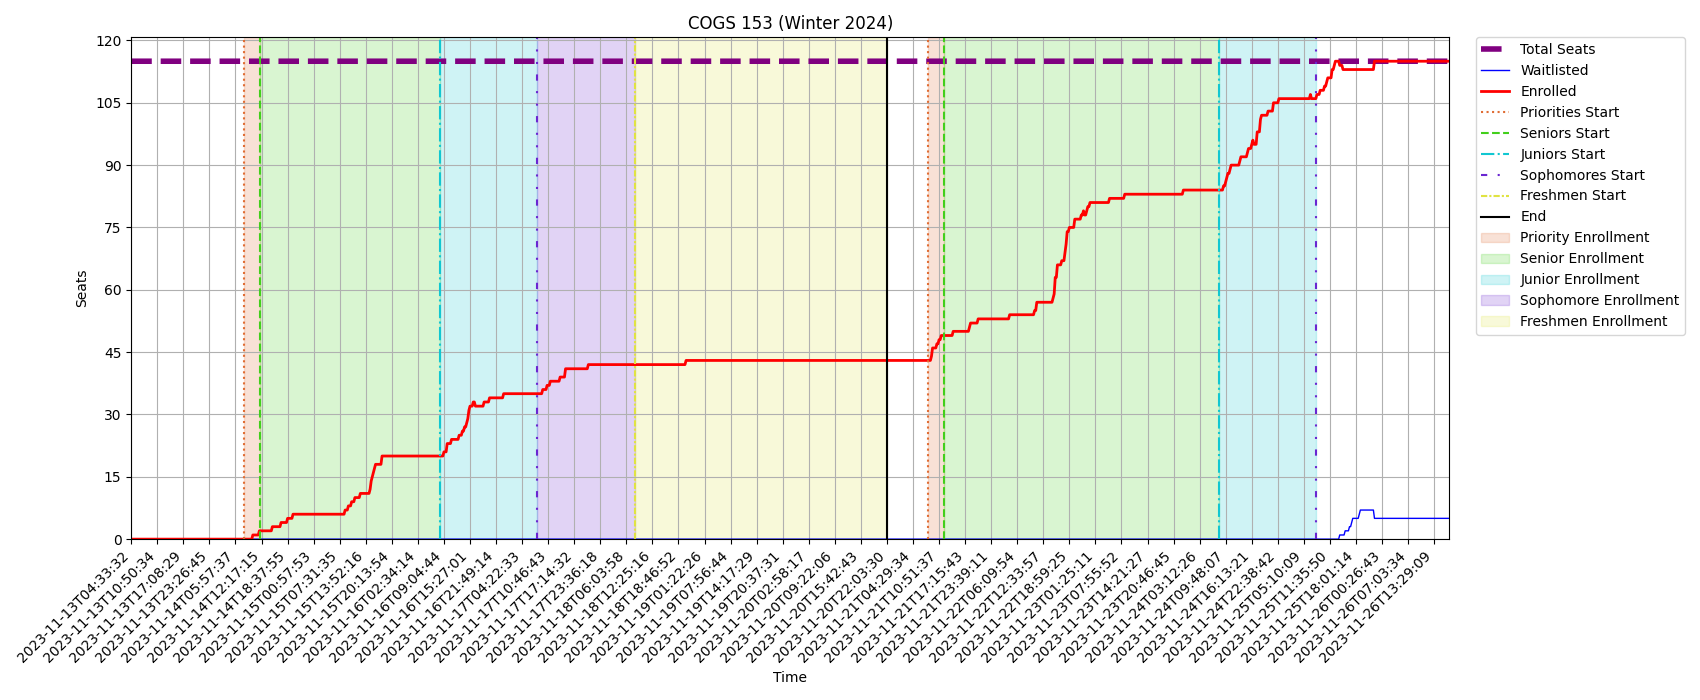 COGS 153 (Winter 2024)
120
105
90
75
60
45
30
15
0
Seats
2023-11-13T04:33:32
2023-11-13T10:50:34
2023-11-13T17:08:29
2023-11-13T23:26:45
2023-11-14T05:57:37
2023-11-14T12:17:15
2023-11-14T18:37:55
2023-11-15T00:57:53
2023-11-15T07:31:35
2023-11-15T13:52:16
2023-11-15T20:13:54
2023-11-16T02:34:14
2023-11-16T09:04:44
2023-11-16T15:27:01
2023-11-16T21:49:14
2023-11-17T04:22:33
2023-11-17T10:46:43
2023-11-17T17:14:32
2023-11-17T23:36:18
2023-11-18T06:03:58
2023-11-18T12:25:16
2023-11-18T18:46:52
2023-11-19T01:22:26
2023-11-19T07:56:44
2023-11-19T14:17:29
2023-11-19T20:37:31
2023-11-20T02:58:17
2023-11-20T09:22:06
2023-11-20T15:42:43
2023-11-20T22:03:30
2023-11-21T04:29:34
2023-11-21T10:51:37
2023-11-21T17:15:43
2023-11-21T23:39:11
2023-11-22T06:09:54
2023-11-22T12:33:57
2023-11-22T18:59:25
2023-11-23T01:25:11
2023-11-23T07:55:52
2023-11-23T14:21:27
2023-11-23T20:46:45
2023-11-24T03:12:26
2023-11-24T09:48:07
2023-11-24T16:13:21
2023-11-24T22:38:42
2023-11-25T05:10:09
2023-11-25T11:35:50
2023-11-25T18:01:14
2023-11-26T00:26:43
2023-11-26T07:03:34
2023-11-26T13:29:09
Time
Total Seats
Waitlisted
Enrolled
Priorities Start
Seniors Start
Juniors Start
Sophomores Start
Freshmen Start
End
Priority Enrollment
Senior Enrollment
Junior Enrollment
Sophomore Enrollment
Freshmen Enrollment